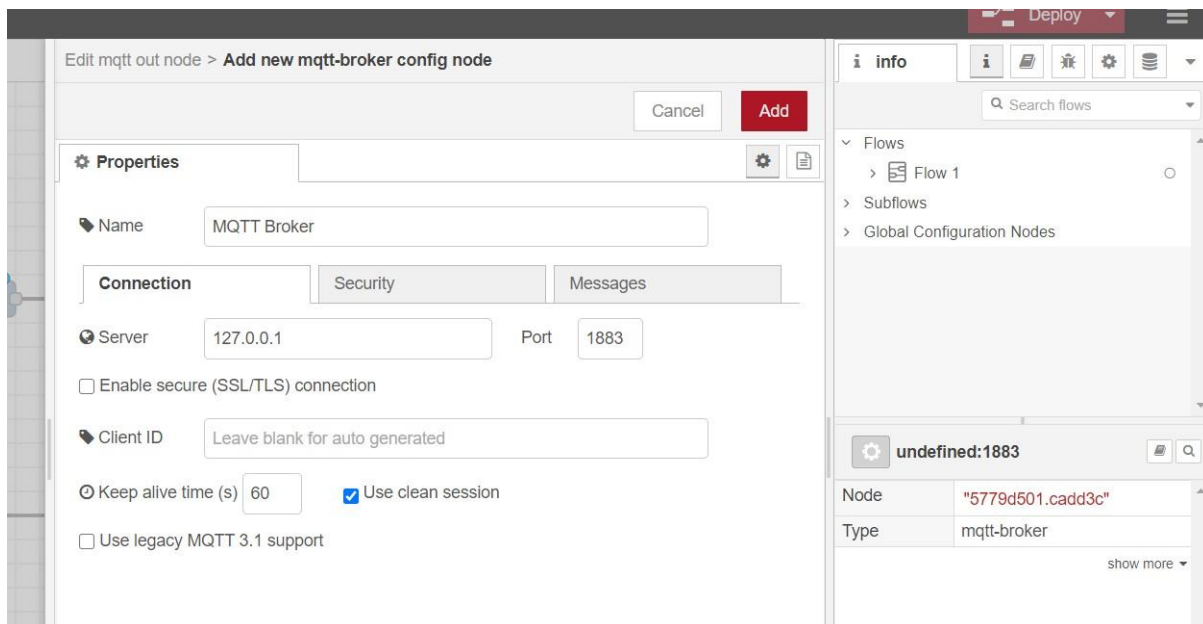 Deploy
Edit mqtt out node > Add new mqtt-broker config node
Cancel
Add
Properties
Name
MQTT Broker
Connection
Security
Messages
Server
127.0.0.1
Port
1883
Enable secure (SSL/TLS) connection
Client ID
Leave blank for auto generated
Keep alive time (s)
60
Use clean session
Use legacy MQTT 3.1 support
i info
i
Search flows
Flows
Flow 1
Subflows
Global Configuration Nodes
undefined:1883
Node
"5779d501.cadd3c"
Type
mqtt-broker
show more